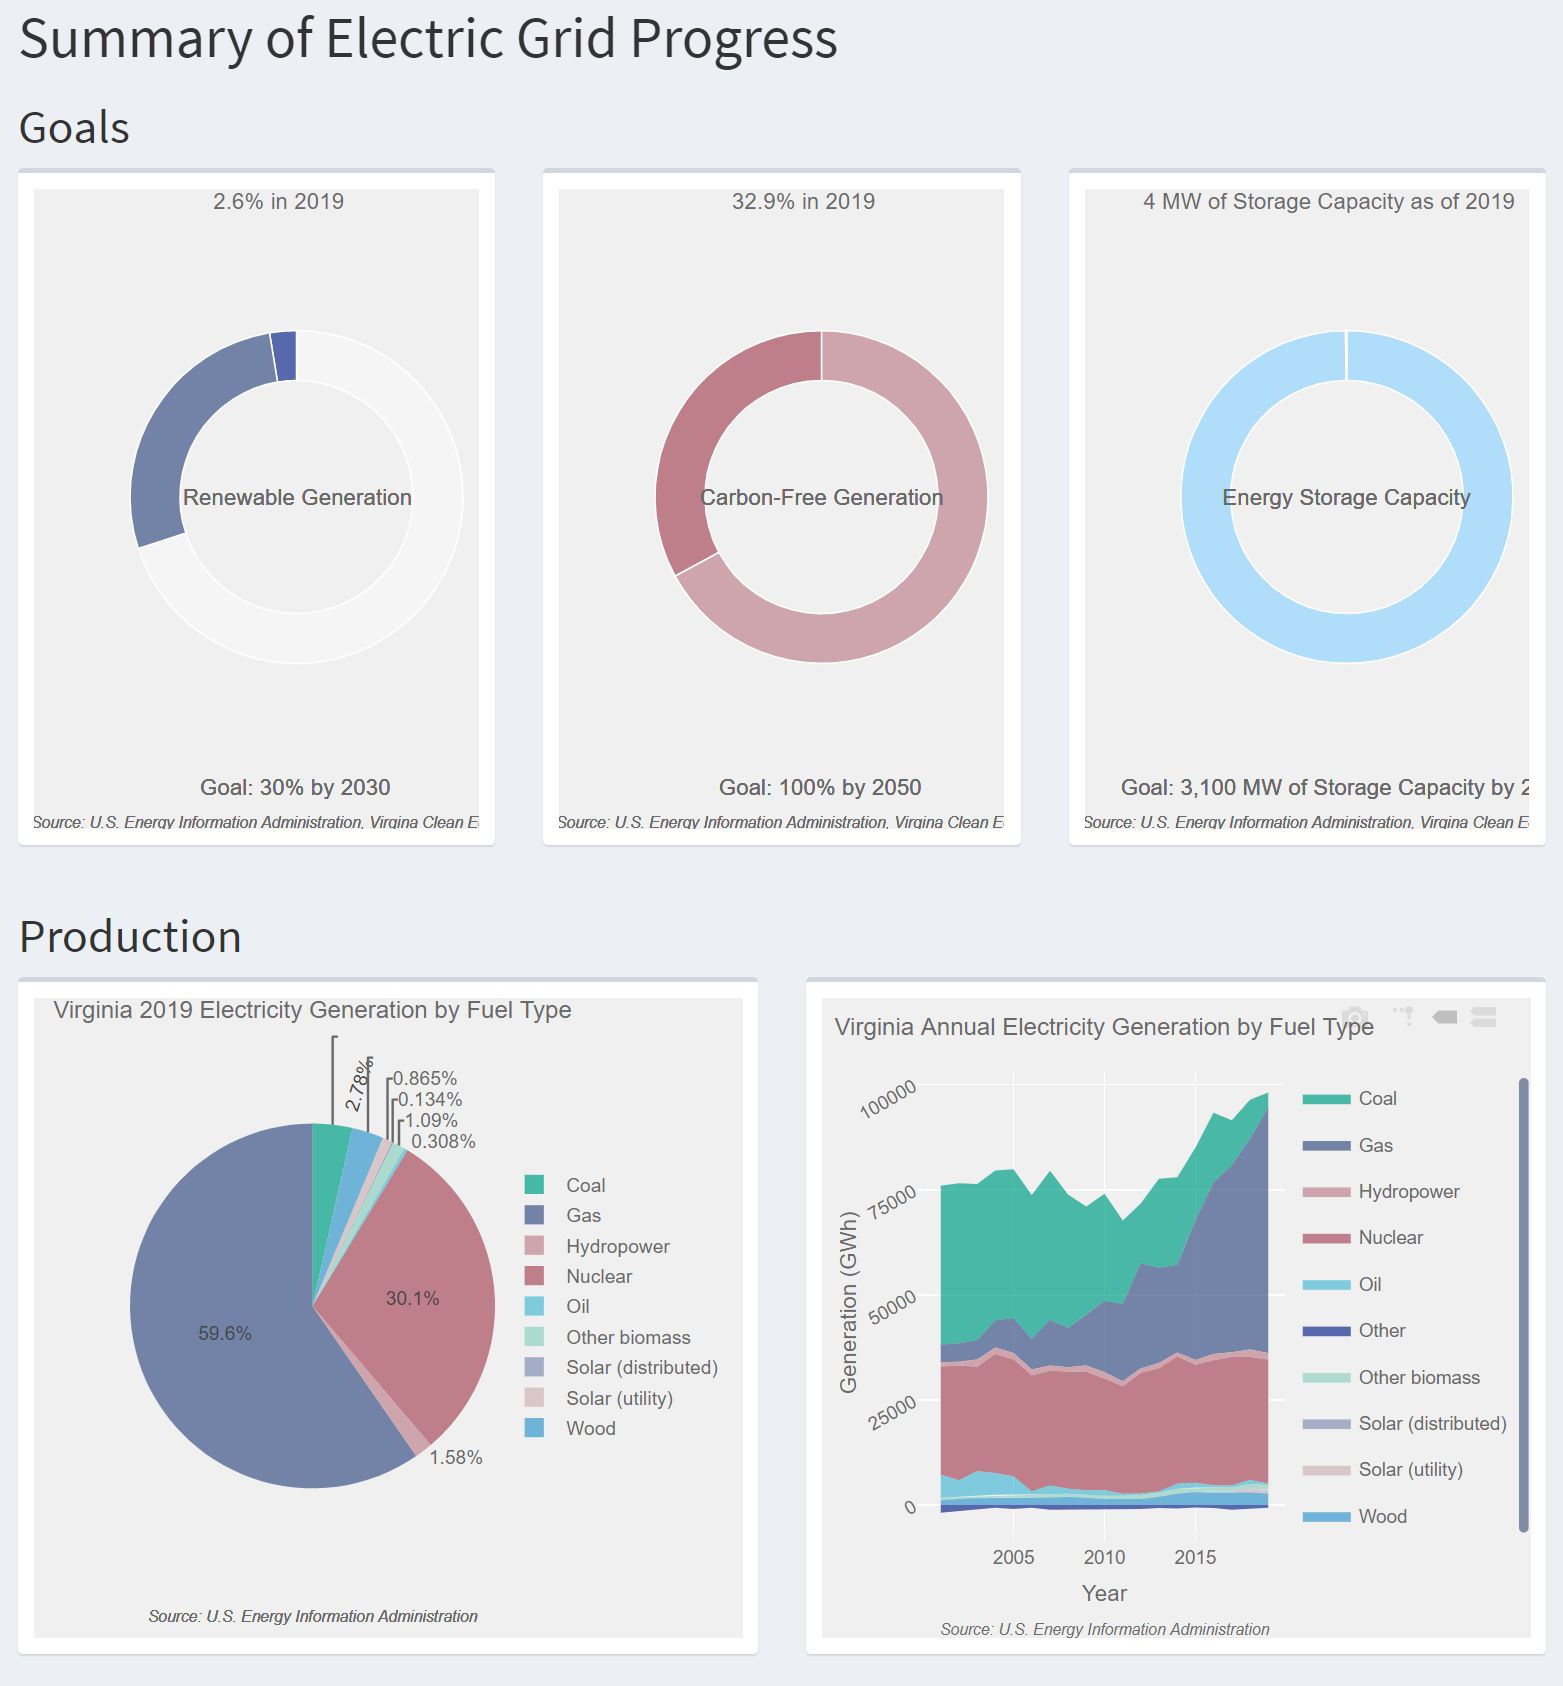 Summary of Electric Grid Progress
Goals
2.6% in 2019
Renewable Generation
Goal: 30% by 2030
Source: U.S. Energy Information Administration, Virgina Clean E
32.9% in 2019
Carbon-Free Generation
Goal: 100% by 2050
Source: U.S. Energy Information Administration, Virgina Clean E
4 MW of Storage Capacity as of 2019
Energy Storage Capacity
Goal: 3,100 MW of Storage Capacity by 2
Source: U.S. Energy Information Administration, Virgina Clean E
Production
Virginia 2019 Electricity Generation by Fuel Type
2.78%
0.865%
0.134%
1.09%
0.308%
30.1%
59.6%
1.58%
Coal
Gas
Hydropower
Nuclear
Oil
Other biomass
Solar (distributed)
Solar (utility)
Wood
Source: U.S. Energy Information Administration
Virginia Annual Electricity Generation by Fuel Type
Generation (GWh)
100000
75000
50000
25000
0
2005
2010
2015
Year
Coal
Gas
Hydropower
Nuclear
Oil
Other
Other biomass
Solar (distributed)
Solar (utility)
Wood
Source: U.S. Energy Information Administration